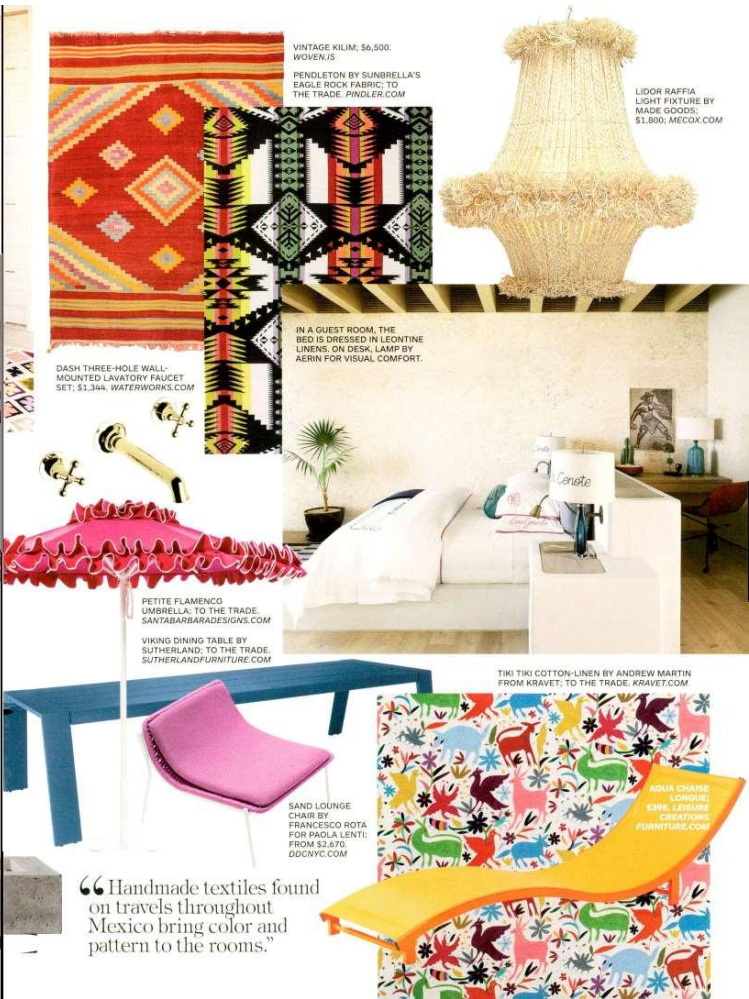 VINTAGE KILIM; $6,500.
WOVEN.IS
PENDLETON BY SUNBRELLA'S
EAGLE ROCK FABRIC; TO
THE TRADE. PINDLER.COM
LIDOR RAFFIA
LIGHT FIXTURE BY
MADE GOODS;
$1,800; MECOX.COM
IN A GUEST ROOM, THE
BED IS DRESSED IN LEONTINE
LINENS. ON DESK, LAMP BY
AERIN FOR VISUAL COMFORT.
DASH THREE-HOLE WALL-
MOUNTED LAVATORY FAUCET
SET; $1,344. WATERWORKS.COM
Cenote
PETITE FLAMENCO
UMBRELLA; TO THE TRADE.
SANTABARBARADESIGNS.COM
VIKING DINING TABLE BY
SUTHERLAND; TO THE TRADE.
SUTHERLANDFURNITURE.COM
TIKI TIKI COTTON-LINEN BY ANDREW MARTIN
FROM KRAVET; TO THE TRADE. KRAVET.COM
AQUA CHAISE
LONGUE;
$398. LEISURE
CREATIONS
FURNITURE.COM
SAND LOUNGE
CHAIR BY
FRANCESCO ROTA
FOR PAOLA LENTI;
FROM $2,670.
DDCNYC.COM
“Handmade textiles found
on travels throughout
Mexico bring color and
pattern to the rooms.”